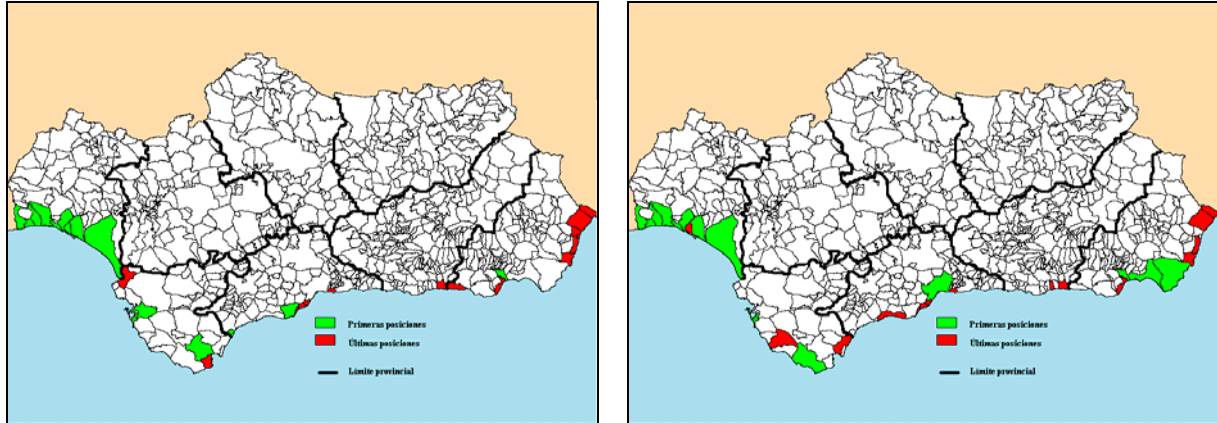 Primeras posiciones
Últimas posiciones
Límite provincial
Primeras posiciones
Últimas posiciones
Límite provincial